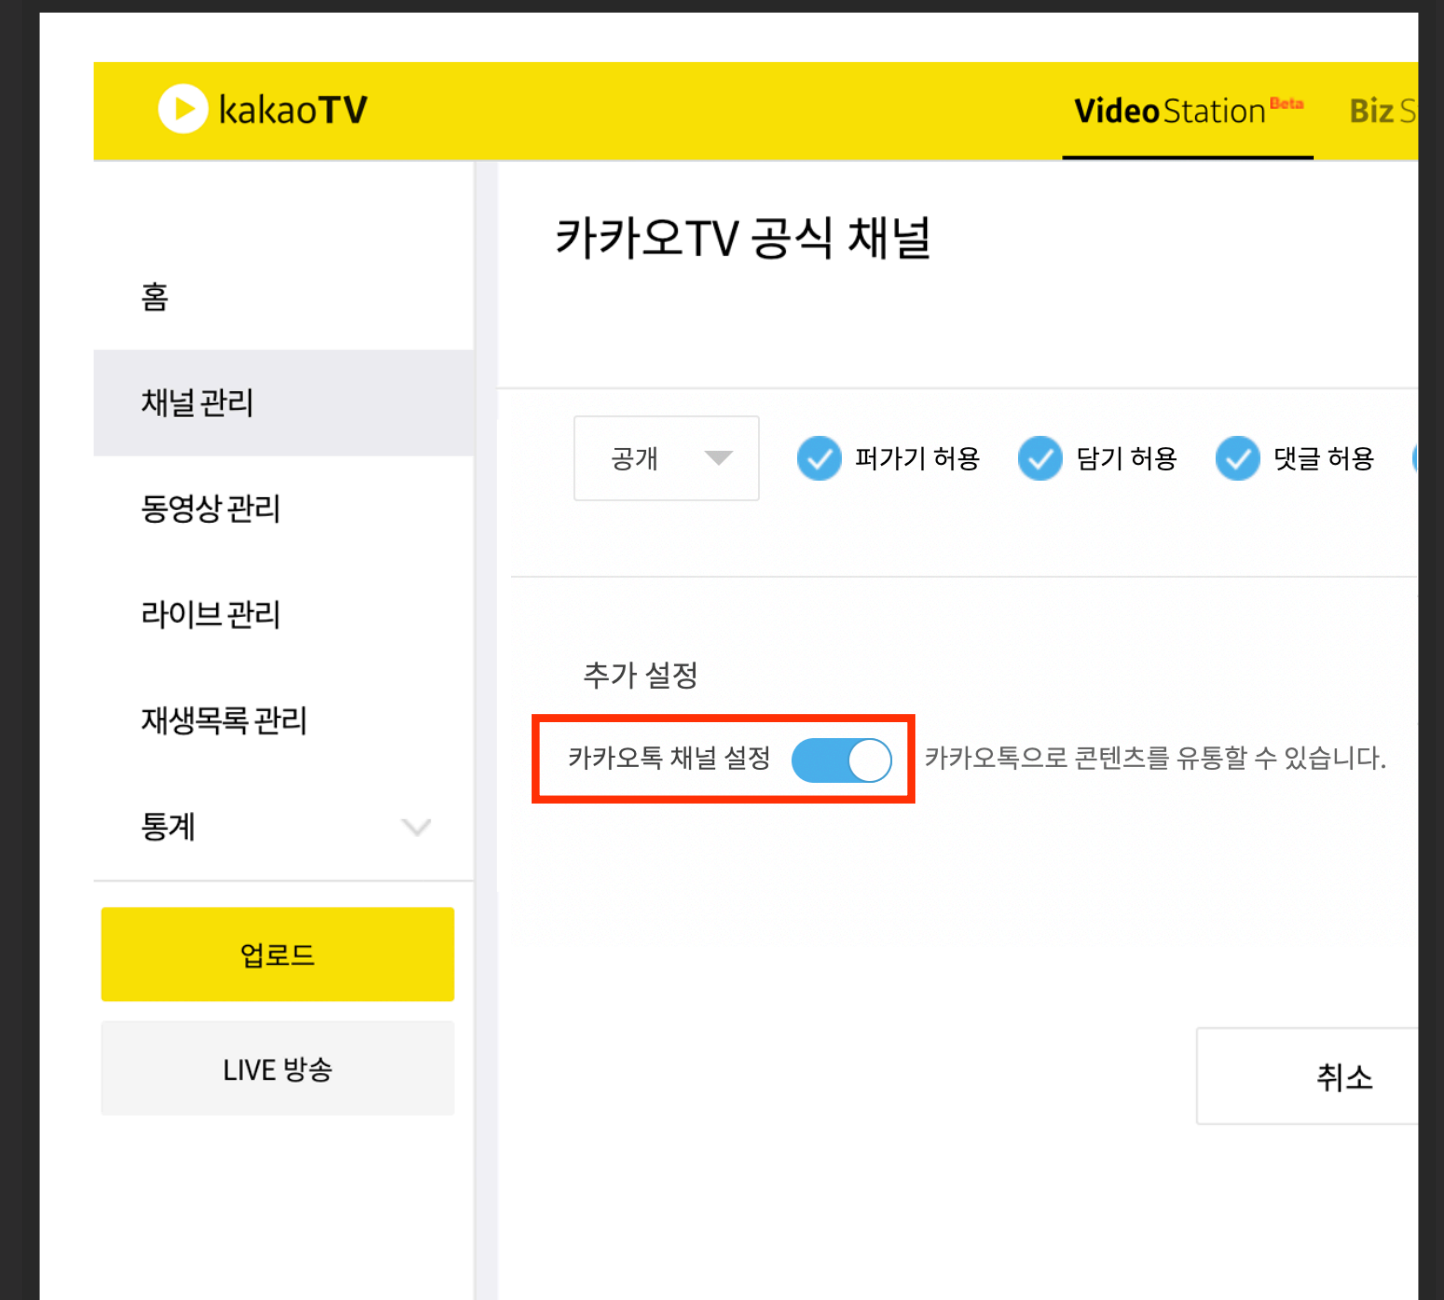 kakaoTV
VideoStation Beta
Biz S
홈
채널 관리
동영상 관리
라이브 관리
재생목록 관리
통계
업로드
LIVE 방송
카카오TV 공식 채널
공개
퍼가기 허용
담기 허용
댓글 허용
추가 설정
카카오톡 채널 설정
카카오톡으로 콘텐츠를 유통할 수 있습니다.
취소